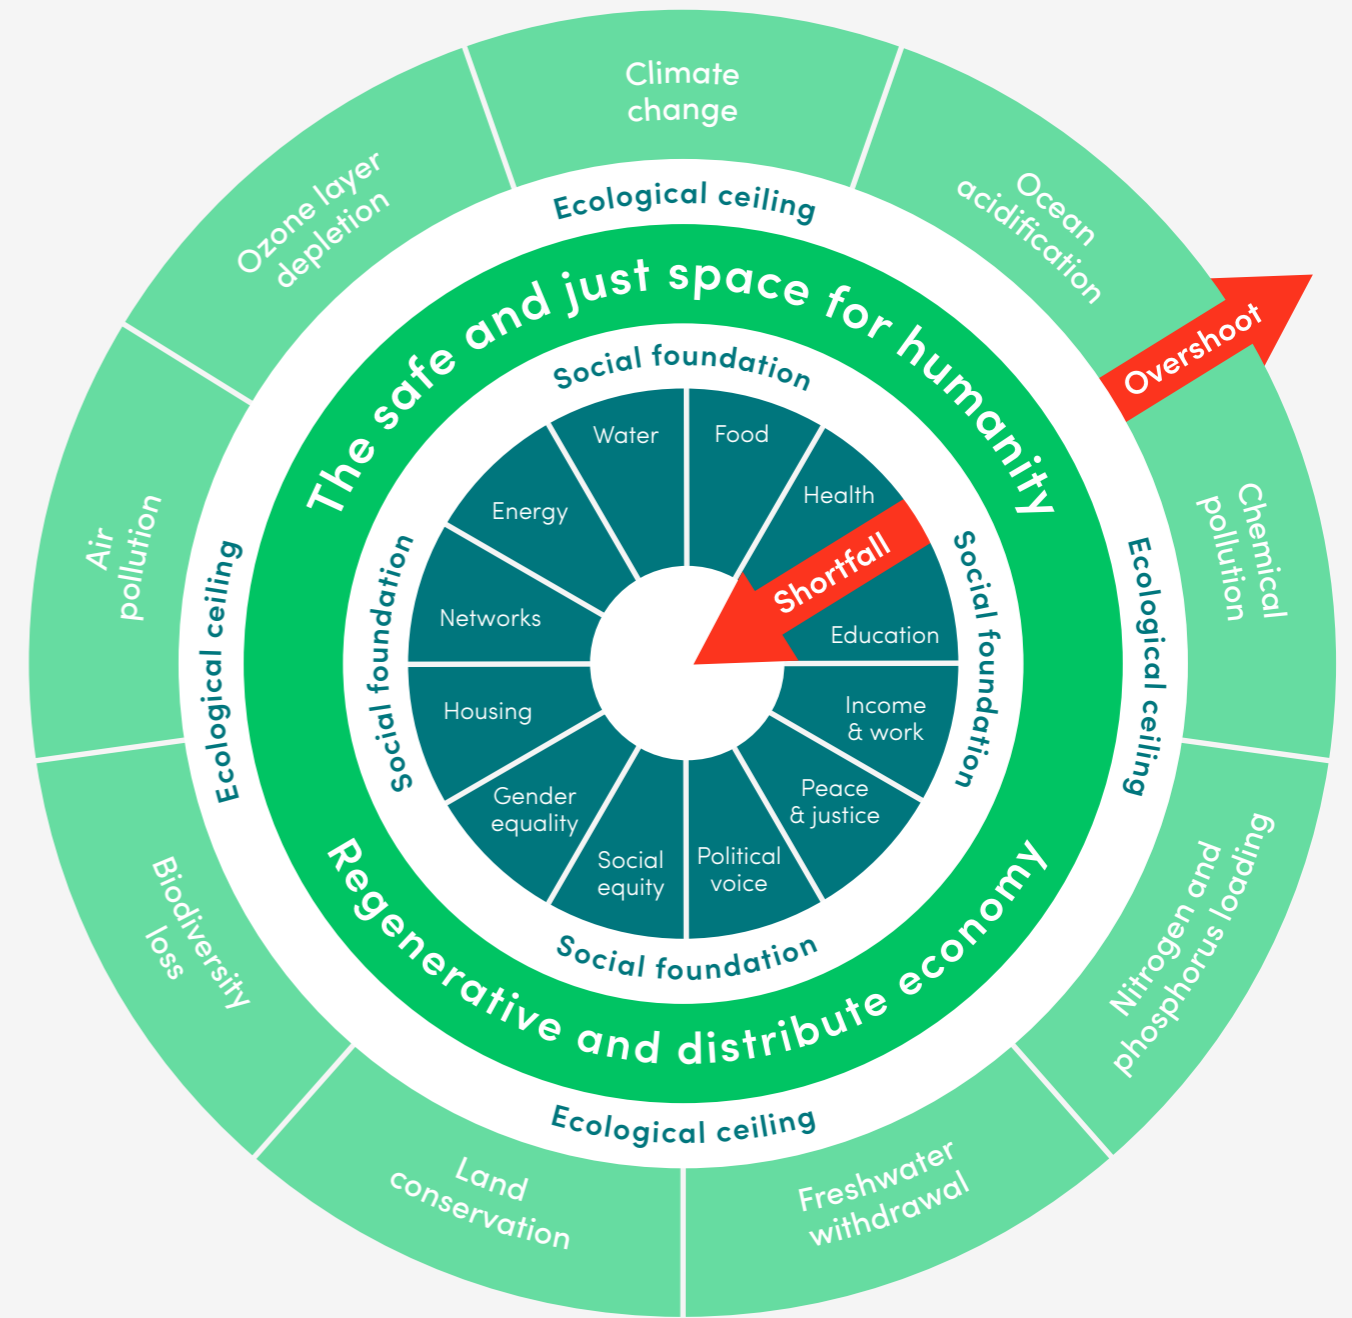 Climate
change
Ocean
acidification
Overshoot
Chemical
pollution
Nitrogen and
phosphorus loading
Freshwater
withdrawal
Land
conservation
Biodiversity
loss
Air
pollution
Ozone layer
depletion
Ecological ceiling
Ecological ceiling
Ecological ceiling
Ecological ceiling
The safe and just space for humanity
Regenerative and distribute economy
Social foundation
Social foundation
Social foundation
Social foundation
Water
Food
Health
Shortfall
Education
Income
& work
Peace
& justice
Political
voice
Social
equity
Gender
equality
Housing
Networks
Energy